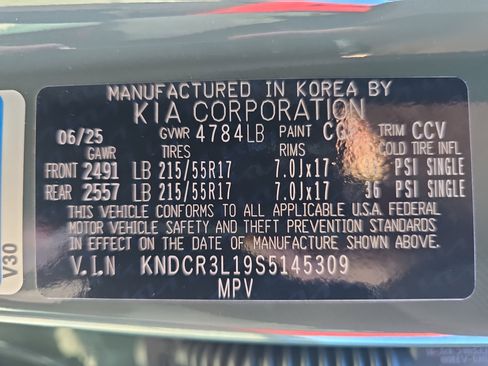 MANUFACTURED IN KOREA BY
KIA CORPORATION
06/25 GVWR 4784LB PAINT TRIM CCV
GAWR TIRES RIMS COLD TIRE INFL
FRONT 2491 LB 215/55R17 7.0Jx17 PSI SINGLE
REAR 2557 LB 215/55R17 7.0Jx17 36 PSI SINGLE
THIS VEHICLE CONFORMS TO ALL APPLICABLE U.S.A. FEDERAL
MOTOR VEHICLE SAFETY AND THEFT PREVENTION STANDARDS
IN EFFECT ON THE DATE OF MANUFACTURE SHOWN ABOVE.
V.I.N KNDCR3L19S5145309
MPV
V30